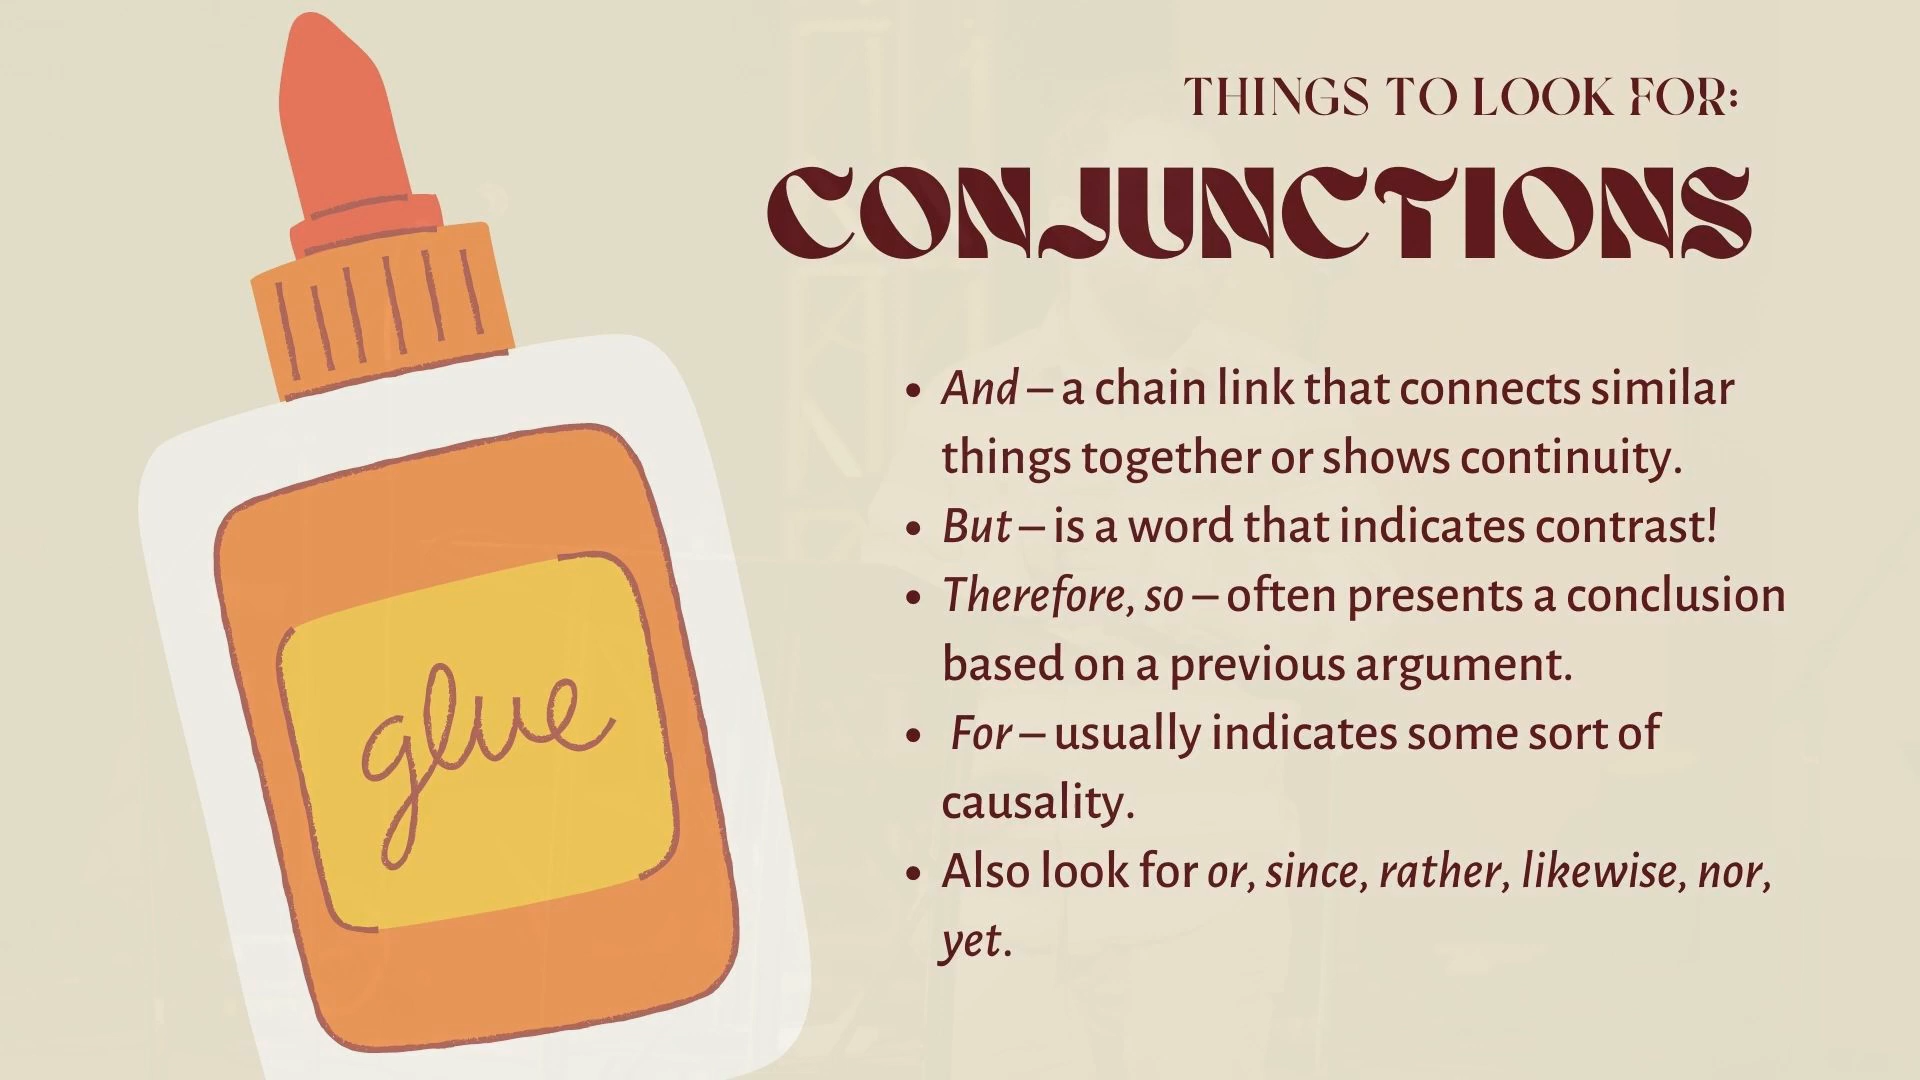 THINGS TO LOOK FOR:
CONJUNCTIONS
• And – a chain link that connects similar
things together or shows continuity.
• But – is a word that indicates contrast!
• Therefore, so – often presents a conclusion
based on a previous argument.
• For – usually indicates some sort of
causality.
• Also look for or, since, rather, likewise, nor,
yet.
glue